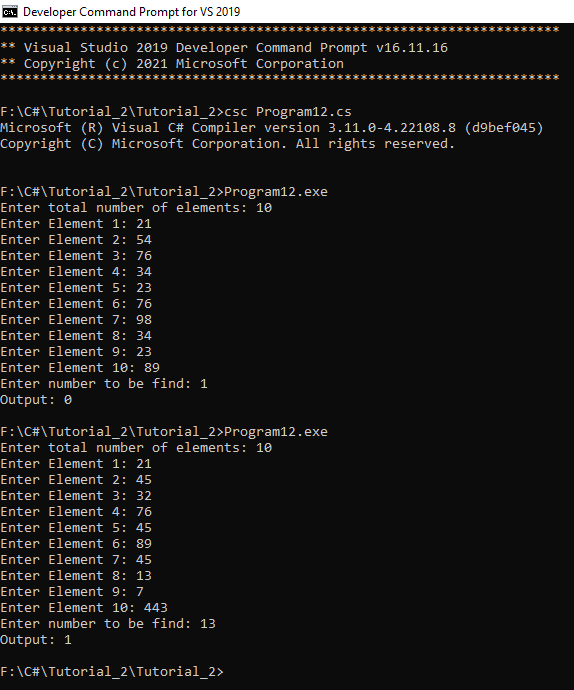 Developer Command Prompt for VS 2019
**********************************************************************
** Visual Studio 2019 Developer Command Prompt v16.11.16
** Copyright (c) 2021 Microsoft Corporation
**********************************************************************
F:\C#\Tutorial_2\Tutorial_2>csc Program12.cs
Microsoft (R) Visual C# Compiler version 3.11.0-4.22108.8 (d9bef045)
Copyright (C) Microsoft Corporation. All rights reserved.
F:\C#\Tutorial_2\Tutorial_2>Program12.exe
Enter total number of elements: 10
Enter Element 1: 21
Enter Element 2: 54
Enter Element 3: 76
Enter Element 4: 34
Enter Element 5: 23
Enter Element 6: 76
Enter Element 7: 98
Enter Element 8: 34
Enter Element 9: 23
Enter Element 10: 89
Enter number to be find: 1
Output: 0
F:\C#\Tutorial_2\Tutorial_2>Program12.exe
Enter total number of elements: 10
Enter Element 1: 21
Enter Element 2: 45
Enter Element 3: 32
Enter Element 4: 76
Enter Element 5: 45
Enter Element 6: 89
Enter Element 7: 45
Enter Element 8: 13
Enter Element 9: 7
Enter Element 10: 443
Enter number to be find: 13
Output: 1
F:\C#\Tutorial_2\Tutorial_2>